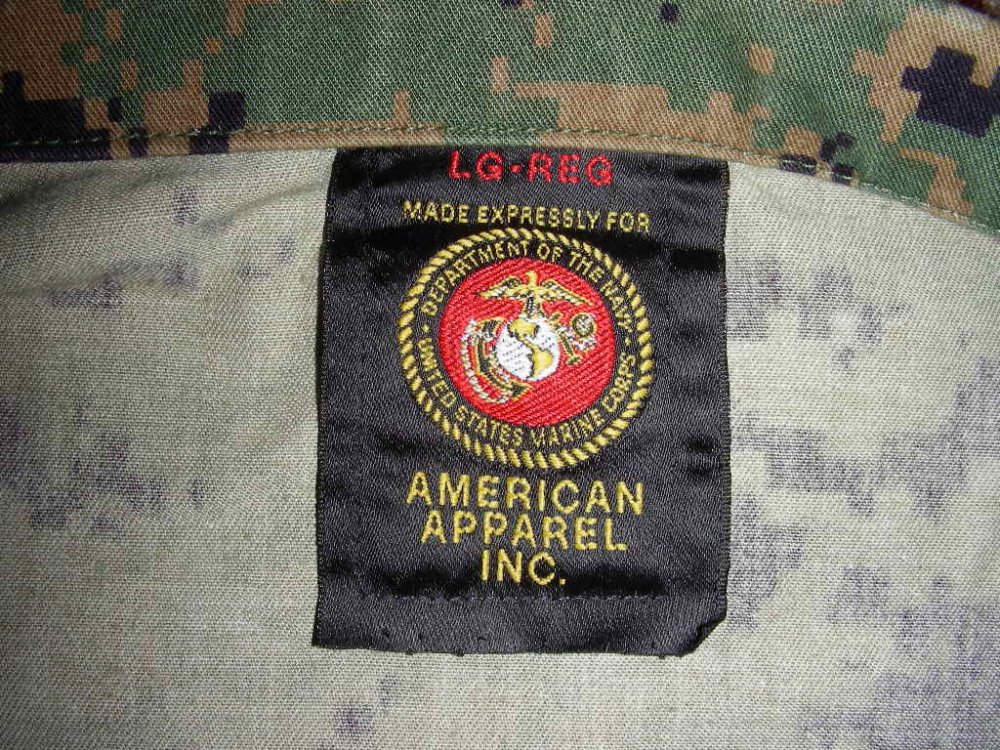 LG-REG
MADE EXPRESSLY FOR
DEPARTMENT OF THE NAVY
• UNITED STATES MARINE CORPS •
AMERICAN
APPAREL
INC.